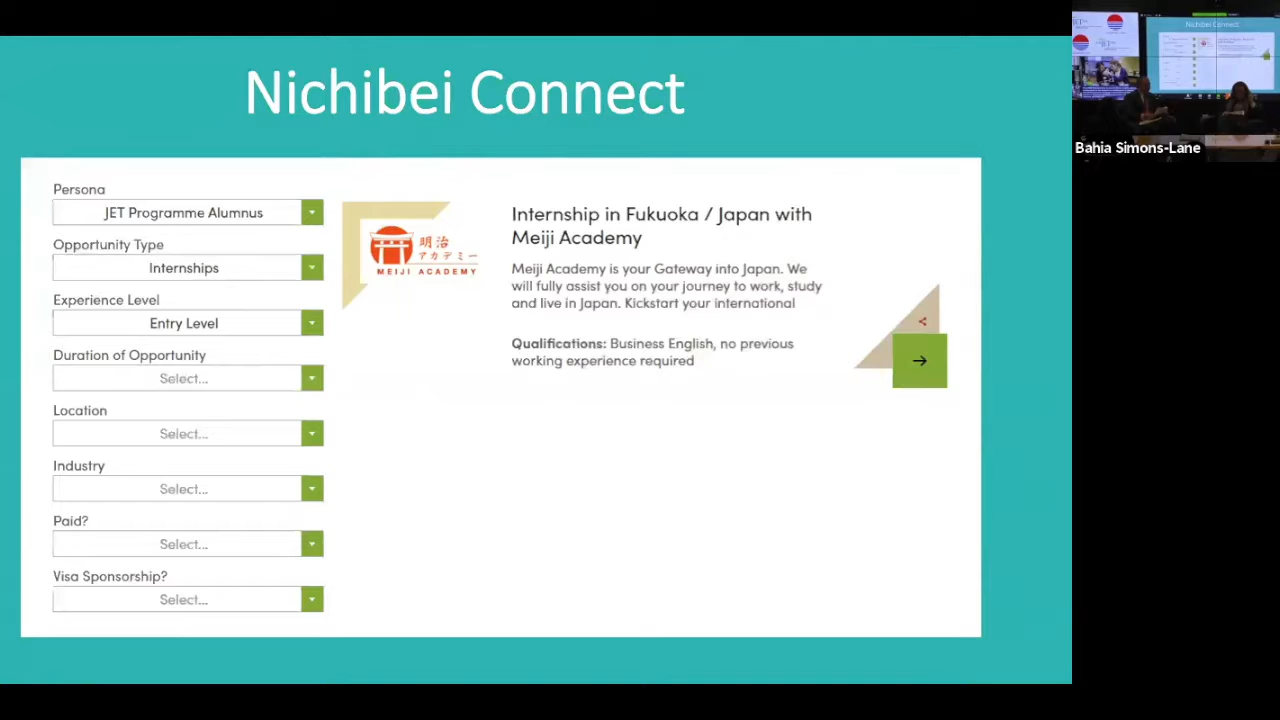 Nichibei Connect
Bahia Simons-Lane
Persona
JET Programme Alumnus
Opportunity Type
Internships
Experience Level
Entry Level
Duration of Opportunity
Select...
Location
Select...
Industry
Select...
Paid?
Select...
Visa Sponsorship?
Select...
明治
アカデミー
MEIJI ACADEMY
Internship in Fukuoka / Japan with
Meiji Academy
Meiji Academy is your Gateway into Japan. We
will fully assist you on your journey to work, study
and live in Japan. Kickstart your international
Qualifications: Business English, no previous
working experience required
Nichibei Connect